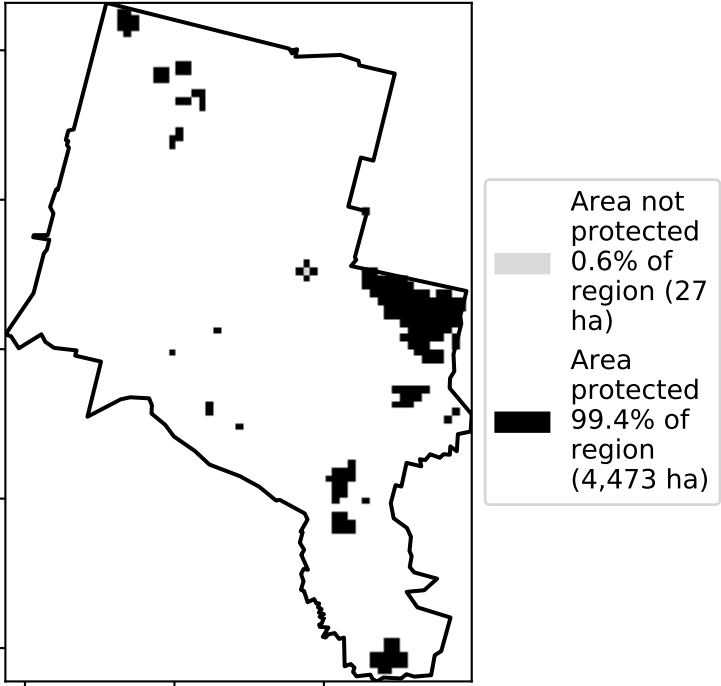 Area not
protected
0.6% of
region (27
ha)
Area
protected
99.4% of
region
(4,473 ha)